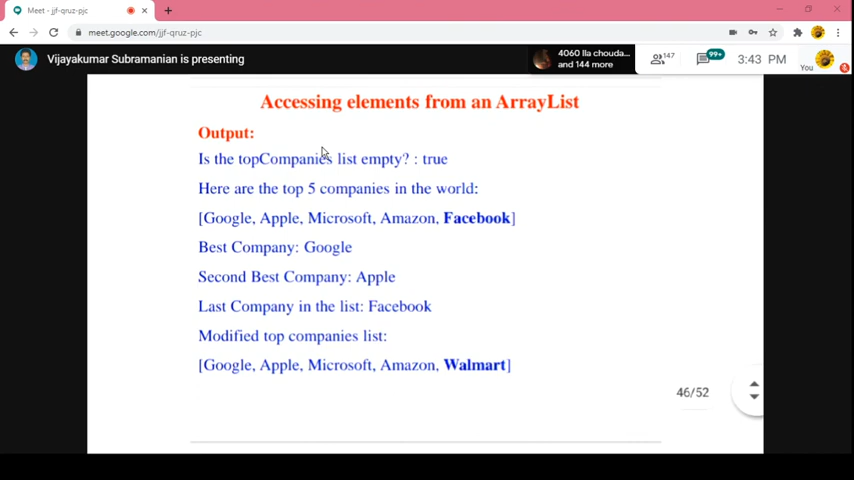 Meet - jjf-qruz-pjc
meet.google.com/jjf-qruz-pjc
Vijayakumar Subramanian is presenting
4060 Ila chouda...
and 144 more
147
99+
3:43 PM
You
Accessing elements from an ArrayList
Output:
Is the topCompanies list empty? : true
Here are the top 5 companies in the world:
[Google, Apple, Microsoft, Amazon, Facebook]
Best Company: Google
Second Best Company: Apple
Last Company in the list: Facebook
Modified top companies list:
[Google, Apple, Microsoft, Amazon, Walmart]
46/52